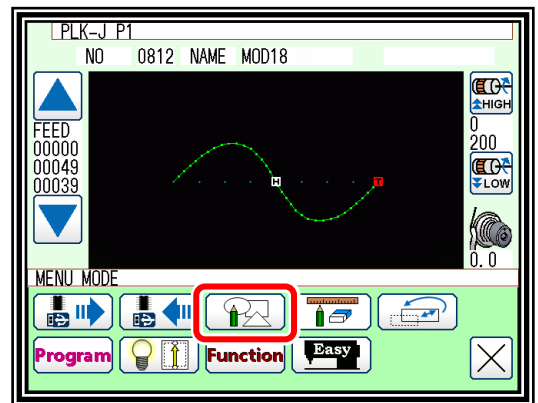 PLK-J P1
NO 0812 NAME MOD18
HIGH
FEED
00000
00049
00039
0
200
LOW
H
T
0.0
MENU MODE
Program
Function
Easy